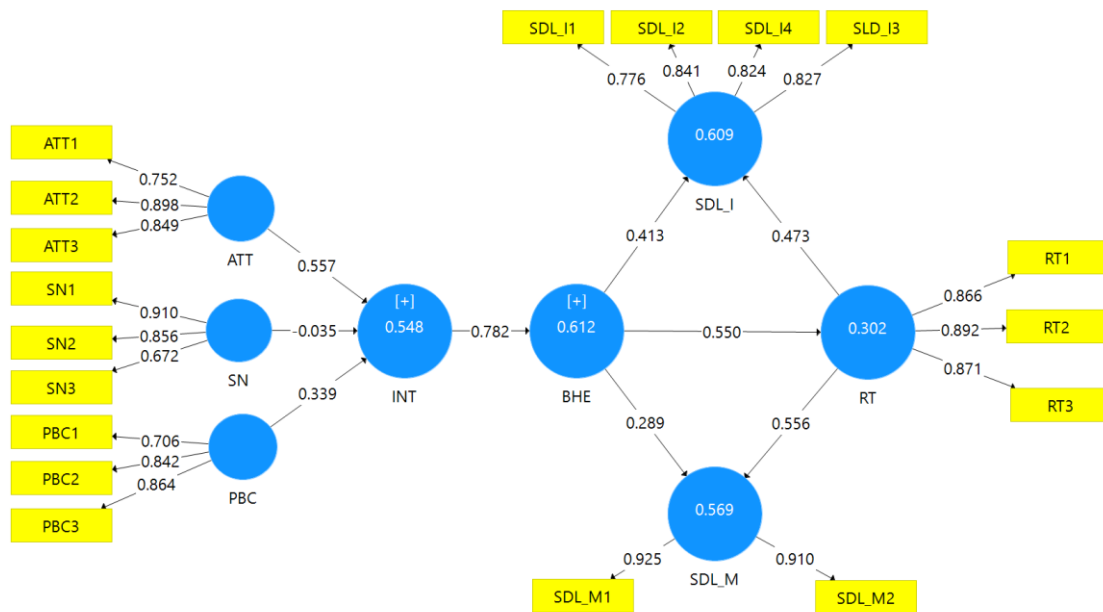 SDL_I1
SDL_I2
SDL_I4
SLD_I3
0.776
0.841
0.824
0.827
0.609
SDL_I
ATT1
ATT2
ATT3
0.752
0.898
0.849
ATT
0.557
SN1
SN2
SN3
0.910
0.856
0.672
SN
-0.035
PBC1
PBC2
PBC3
0.706
0.842
0.864
PBC
0.339
[+]
0.548
INT
0.782
[+]
0.612
BHE
0.413
0.473
0.550
0.289
0.556
0.302
RT
0.866
0.892
0.871
RT1
RT2
RT3
0.569
SDL_M
0.925
0.910
SDL_M1
SDL_M2